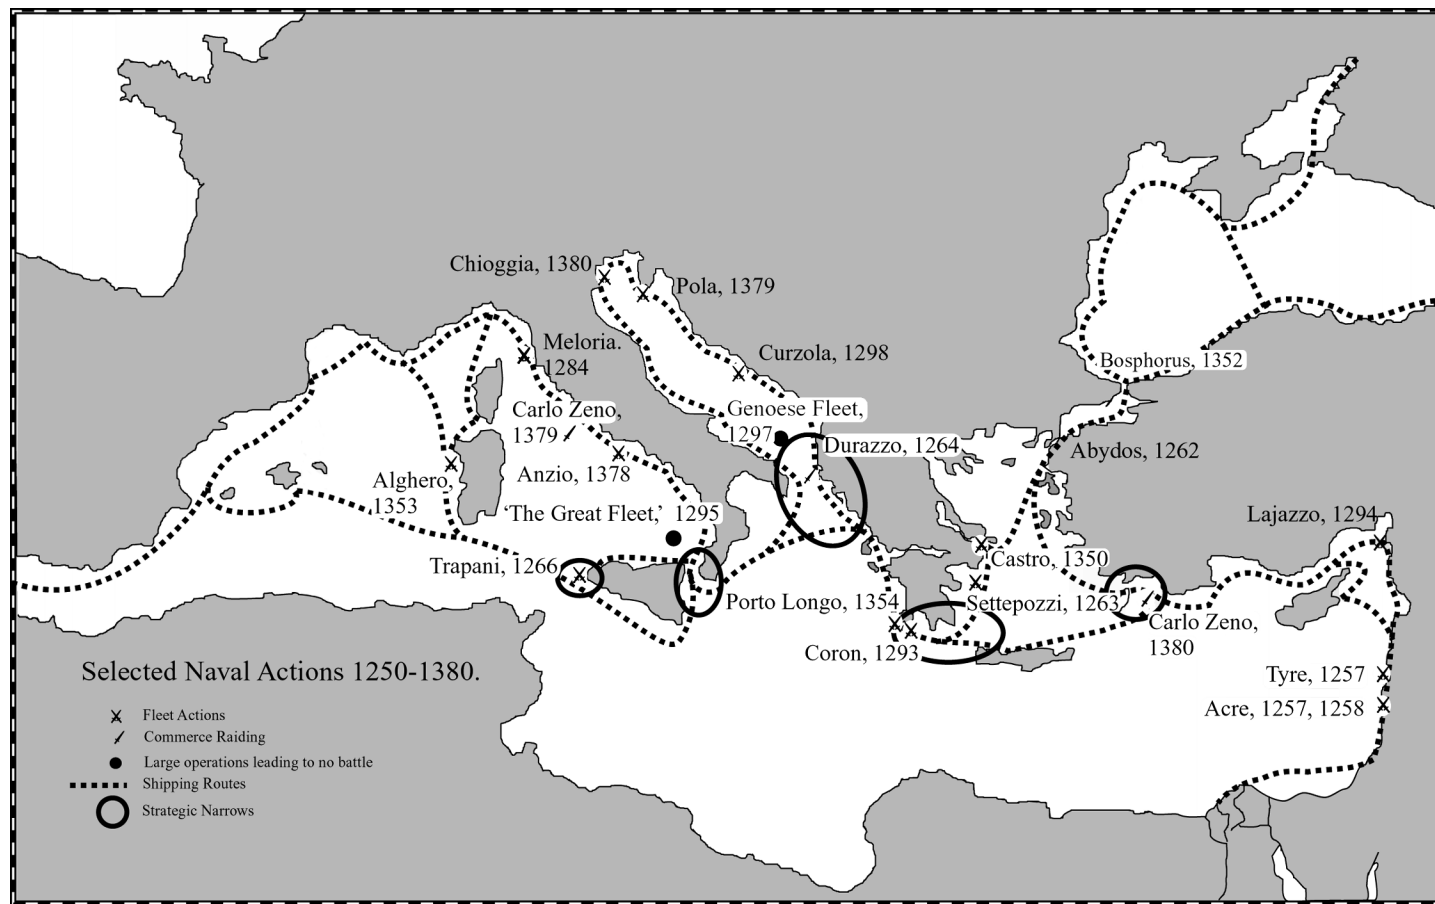 Chioggia, 1380
Pola, 1379
Meloria.
1284
Curzola, 1298
Bosphorus, 1352
Carlo Zeno,
1379
Genoese Fleet,
1297
Durazzo, 1264
Abydos, 1262
Anzio, 1378
Alghero,
1353
'The Great Fleet,' 1295
Lajazzo, 1294
Trapani, 1266
Castro, 1350
Porto Longo, 1354
Settepozzi, 1263
Carlo Zeno,
1380
Coron, 1293
Tyre, 1257
Acre, 1257, 1258
Selected Naval Actions 1250-1380.
Fleet Actions
Commerce Raiding
Large operations leading to no battle
Shipping Routes
Strategic Narrows